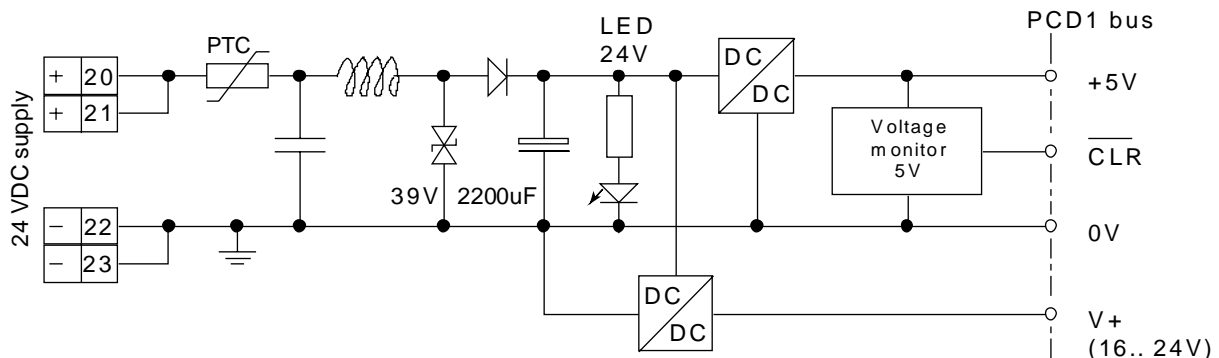 PCD1 bus
LED
24V
PTC
+ 20
+ 21
24 VDC supply
DC
DC
+5V
Voltage
monitor
5V
CLR
39V
2200uF
− 22
− 23
0V
DC
DC
V+
(16.. 24V)